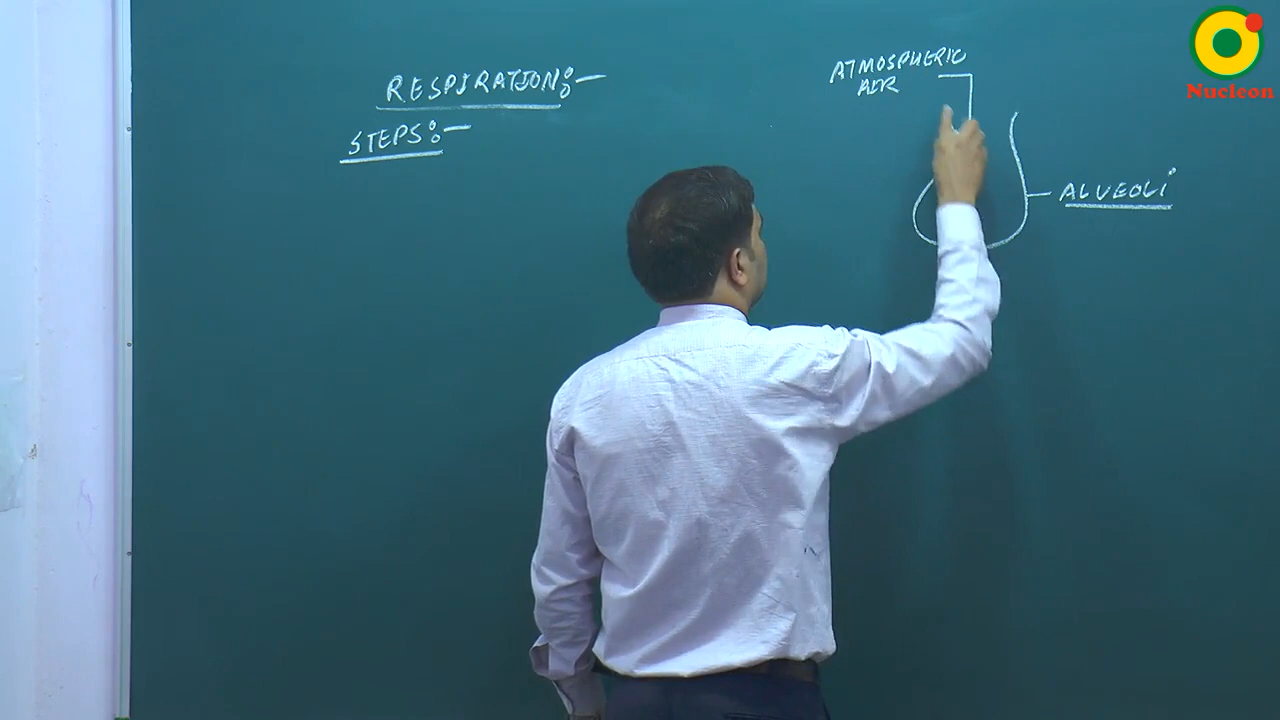 RESPIRATION:-
STEPS:-
ATMOSPHERIC
AIR
ALVEOLI
Nucleon